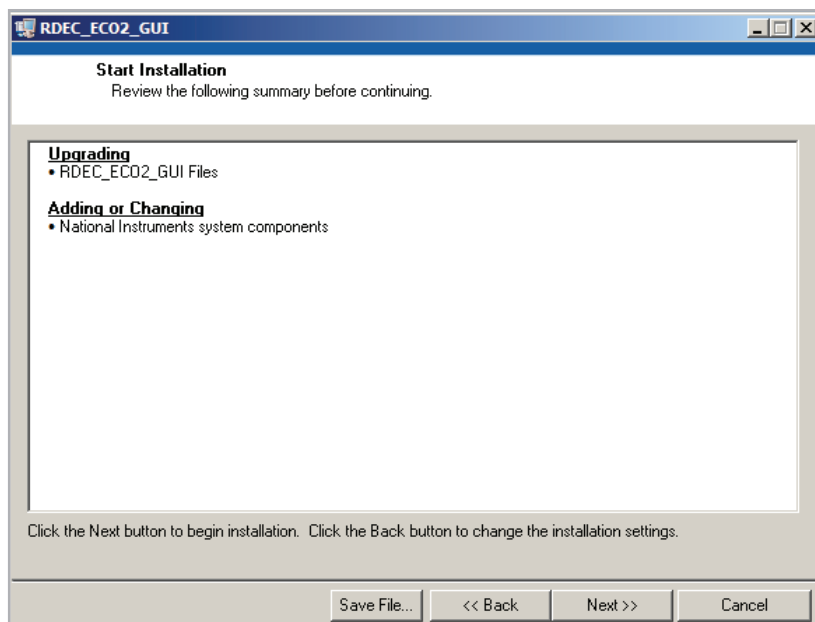 RDEC_ECO2_GUI
Start Installation
Review the following summary before continuing.
Upgrading
• RDEC_ECO2_GUI Files
Adding or Changing
• National Instruments system components
Click the Next button to begin installation.  Click the Back button to change the installation settings.
Save File... << Back Next >> Cancel